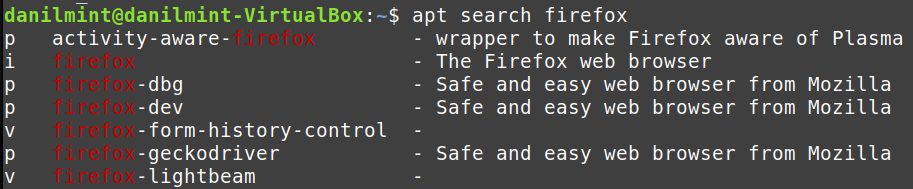 danilmint@danilmint-VirtualBox:~$ apt search firefox
p   activity-aware-firefox        - wrapper to make Firefox aware of Plasma
i   firefox                       - The Firefox web browser
p   firefox-dbg                   - Safe and easy web browser from Mozilla
p   firefox-dev                   - Safe and easy web browser from Mozilla
v   firefox-form-history-control  -
p   firefox-geckodriver           - Safe and easy web browser from Mozilla
v   firefox-lightbeam             -